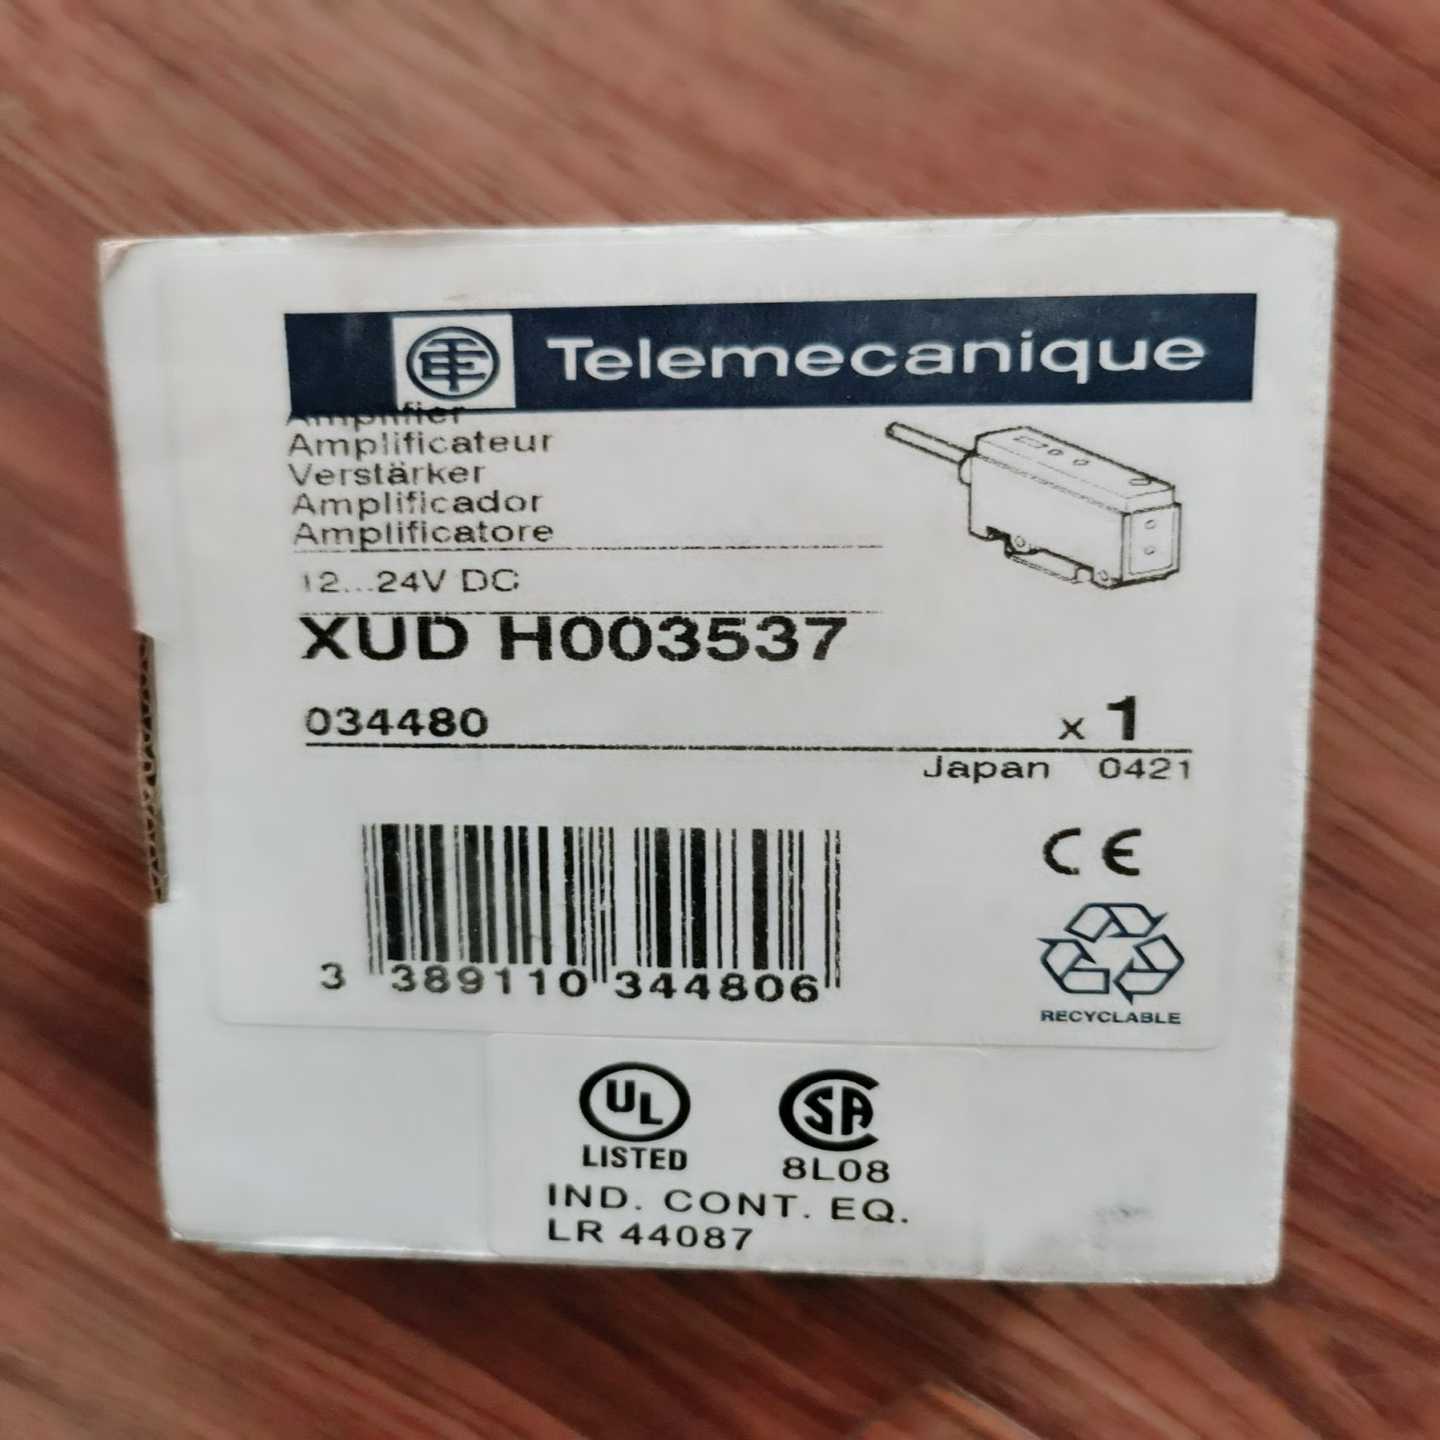 Telemecanique
Amplifier
Amplificateur
Verstärker
Amplificador
Amplificatore
12...24V DC
XUD H003537
034480
x 1
Japan 0421
3 389110 344806
CE
RECYCLABLE
UL
LISTED
SA
8L08
IND. CONT. EQ.
LR 44087